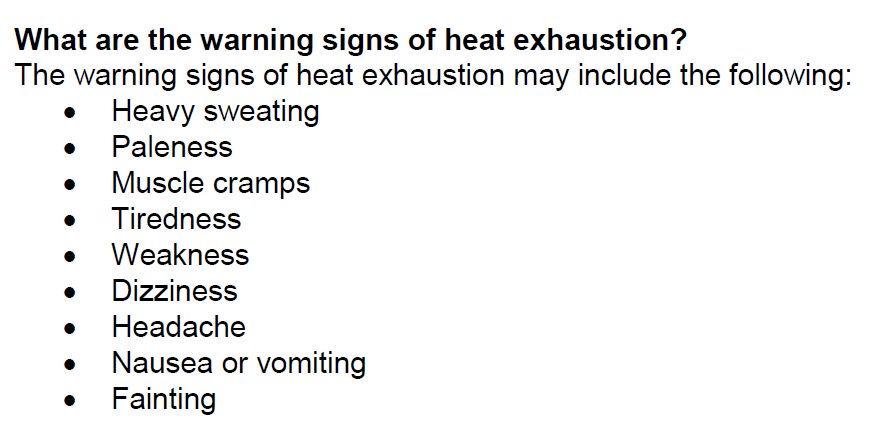 What are the warning signs of heat exhaustion?
The warning signs of heat exhaustion may include the following:
• Heavy sweating
• Paleness
• Muscle cramps
• Tiredness
• Weakness
• Dizziness
• Headache
• Nausea or vomiting
• Fainting